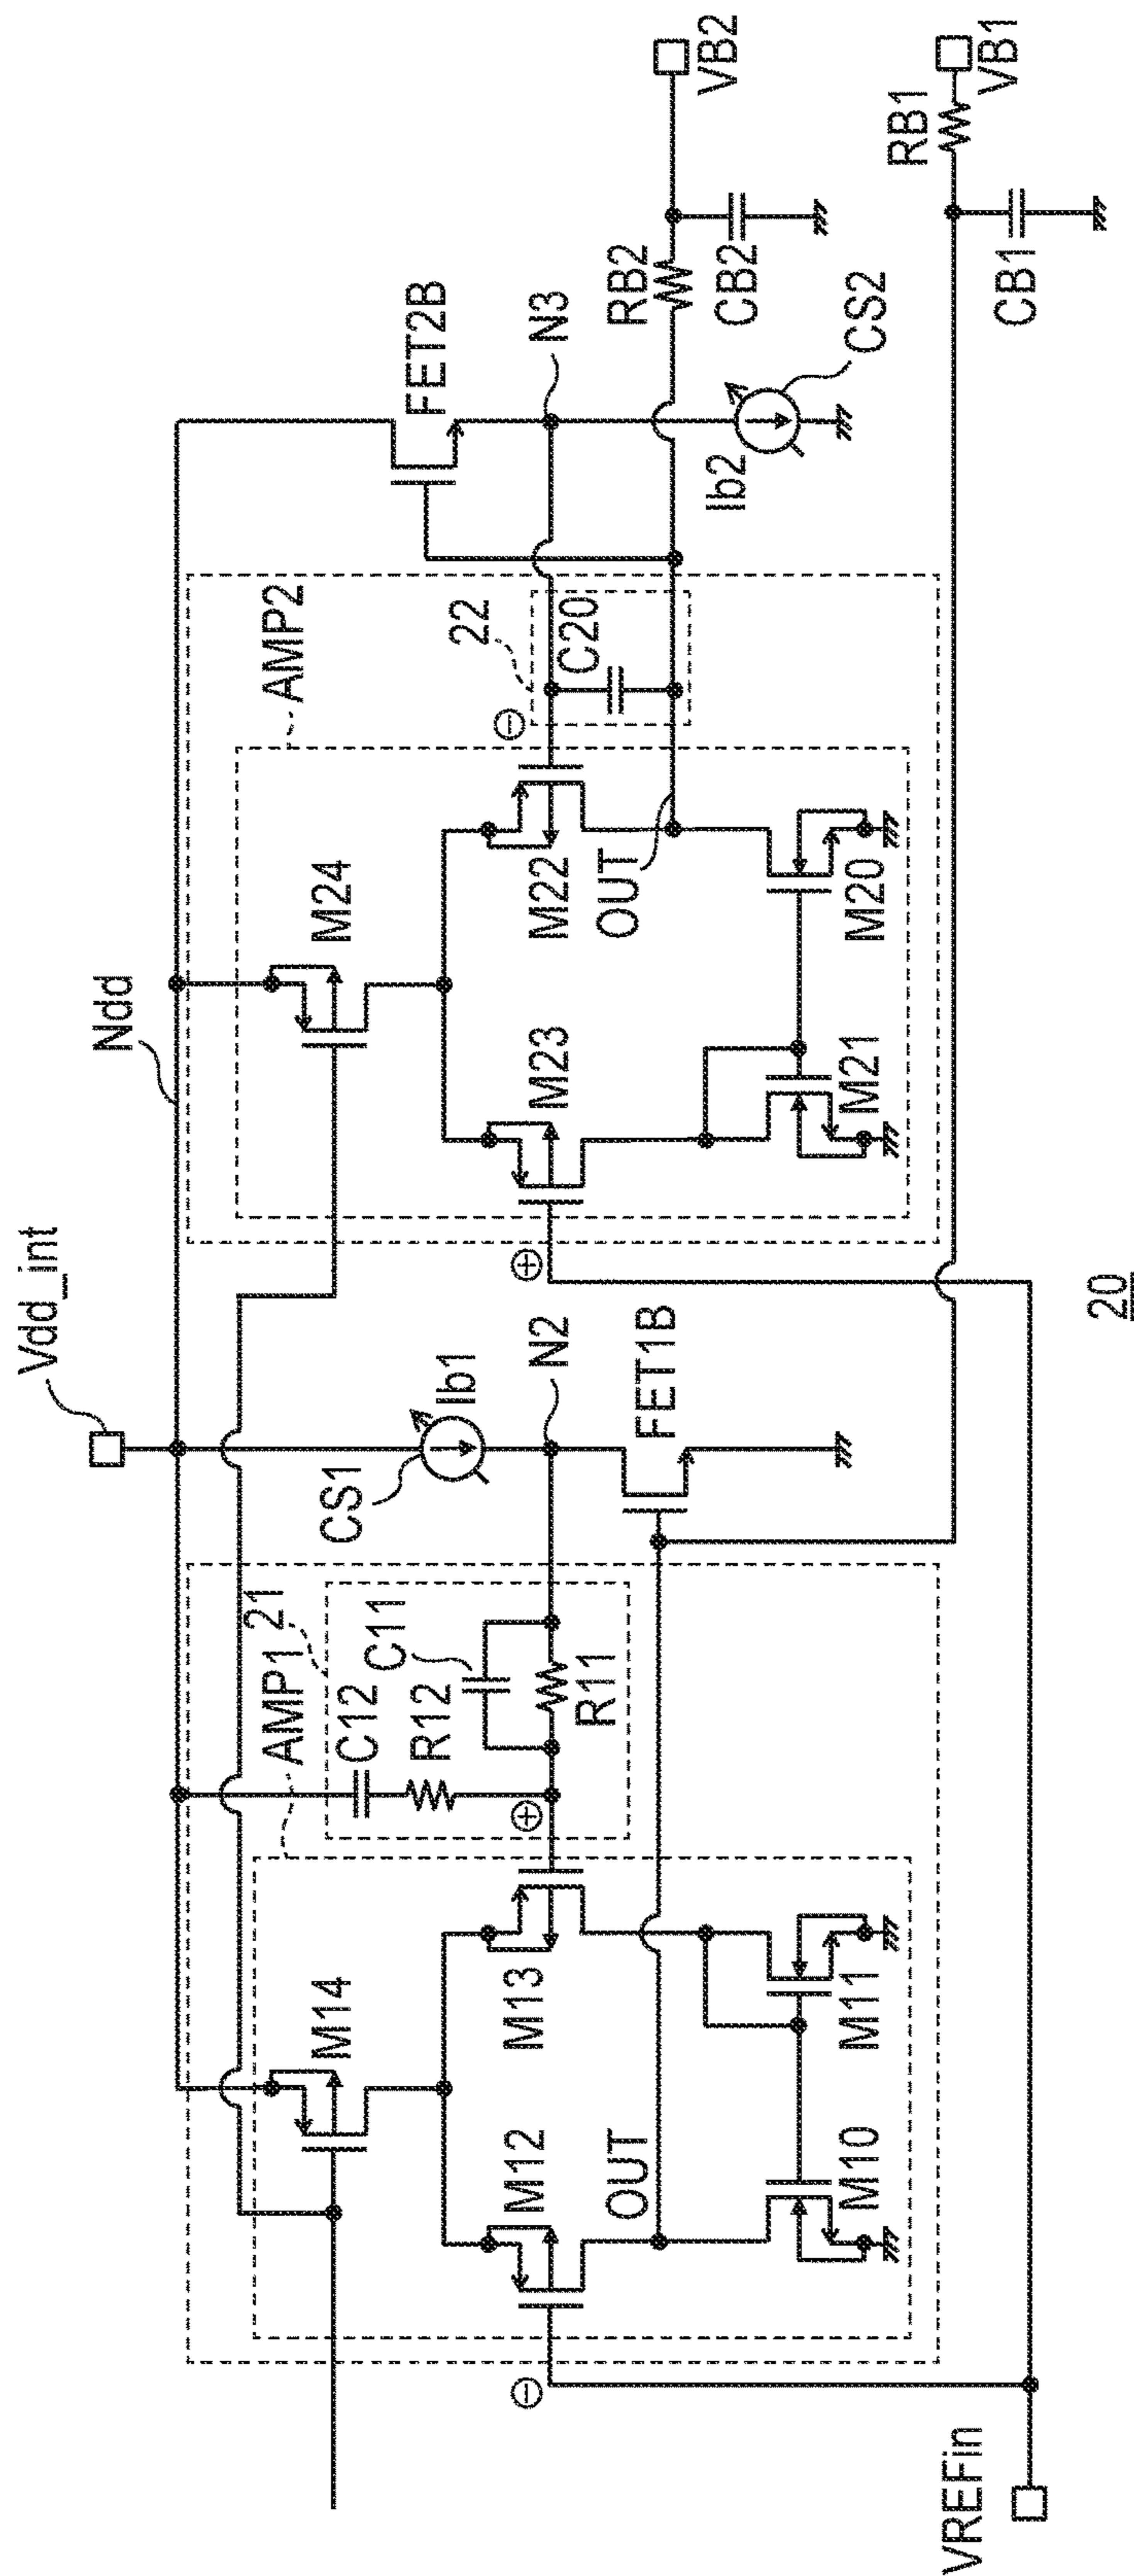 Vdd_int
Ndd
AMP1
21
C12
R12
C11
R11
CS1
Ib1
N2
FET1B
M14
M12
M13
OUT
M10
M11
⊖
⊕
VREFin
AMP2
M24
M23
M22
⊕
⊖
22
C20
OUT
M21
M20
FET2B
N3
Ib2
CS2
RB2
CB2
VB2
RB1
CB1
VB1
20